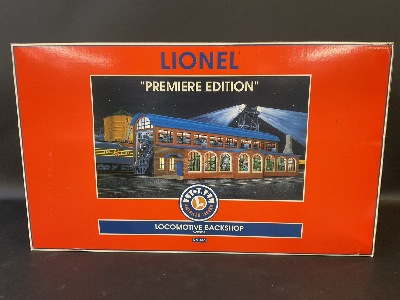 LIONEL
"PREMIERE EDITION"
L
LOCOMOTIVE BACKSHOP